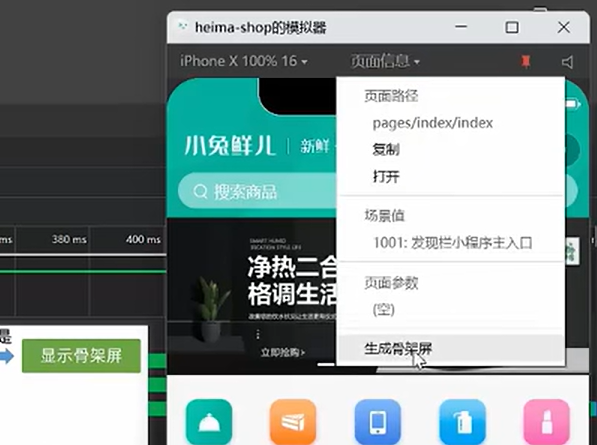 heima-shop的模拟器
iPhone X 100% 16
页面信息
页面路径
pages/index/index
复制
打开
场景值
1001: 发现栏小程序主入口
页面参数
(空)
生成骨架屏
小兔鲜儿
新鲜
搜索商品
SMART HUMID
净热二合
格调生活
立即抢购
ms
380 ms
400 ms
是
显示骨架屏